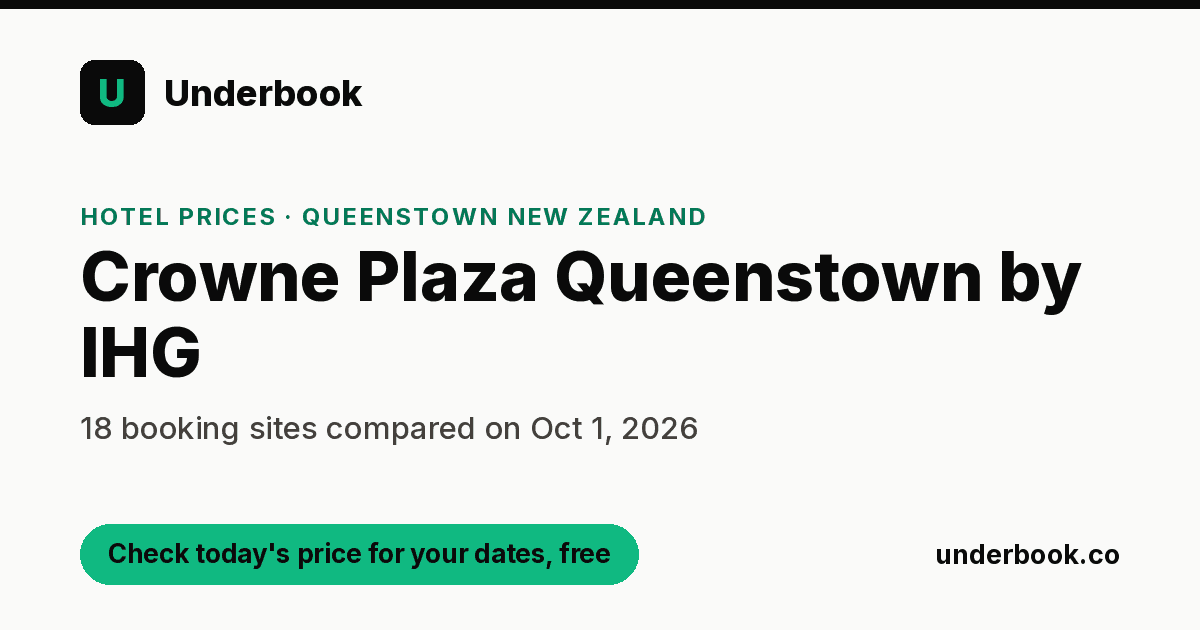 U Underbook
HOTEL PRICES · QUEENSTOWN NEW ZEALAND
Crowne Plaza Queenstown by
IHG
18 booking sites compared on Oct 1, 2026
Check today's price for your dates, free
underbook.co